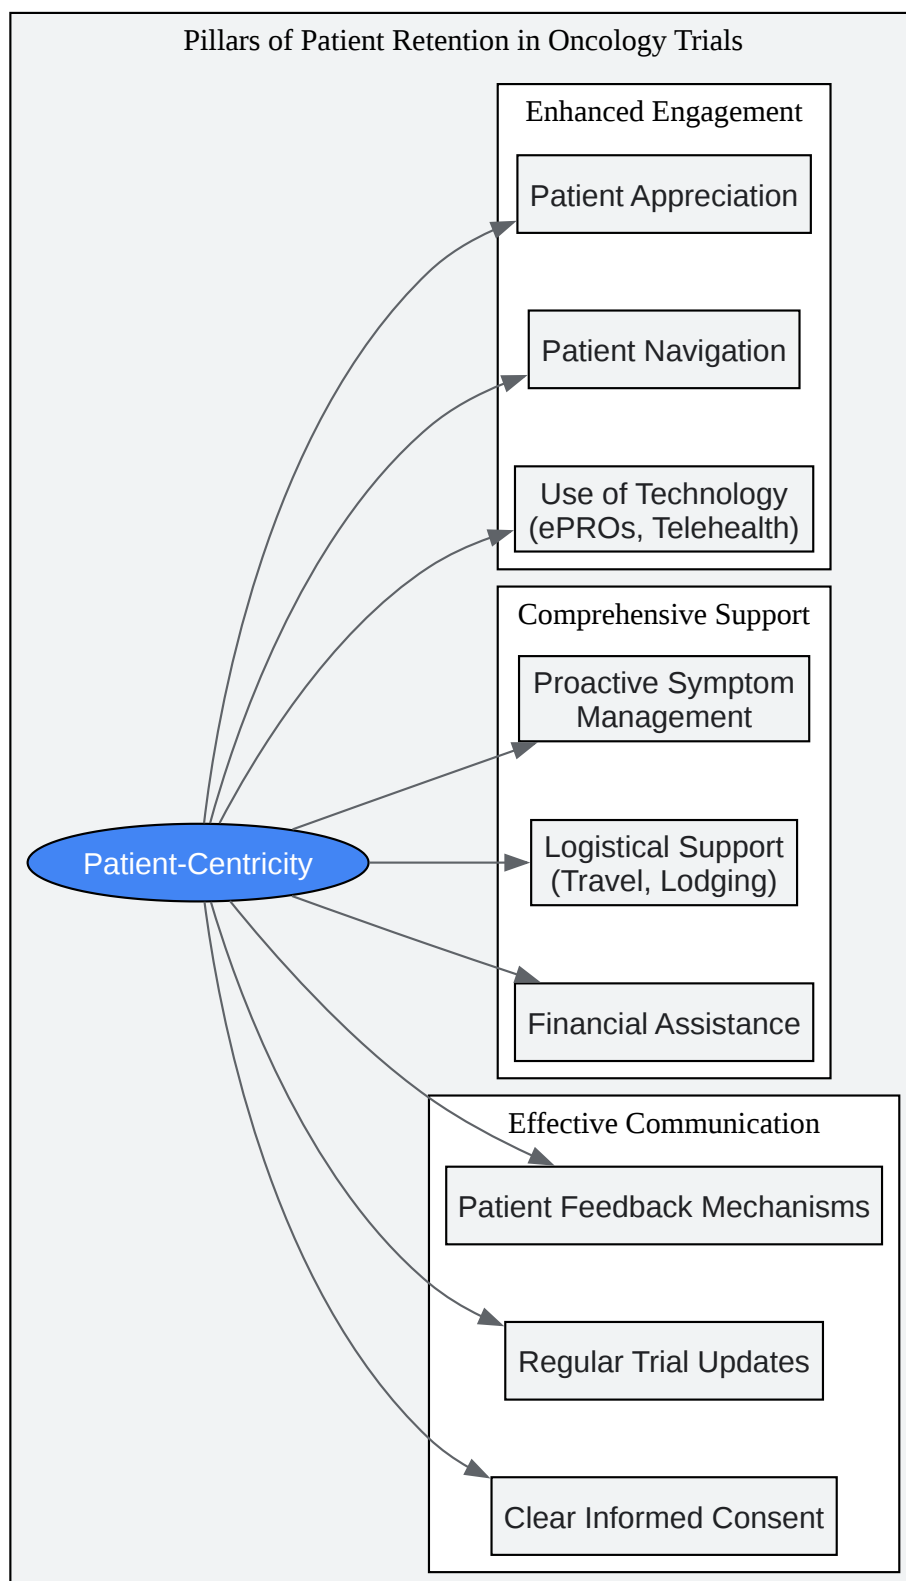 Pillars of Patient Retention in Oncology Trials
Enhanced Engagement
Patient Appreciation
Patient Navigation
Use of Technology
(ePROs, Telehealth)
Comprehensive Support
Proactive Symptom
Management
Patient-Centricity
Logistical Support
(Travel, Lodging)
Financial Assistance
Effective Communication
Patient Feedback Mechanisms
Regular Trial Updates
Clear Informed Consent